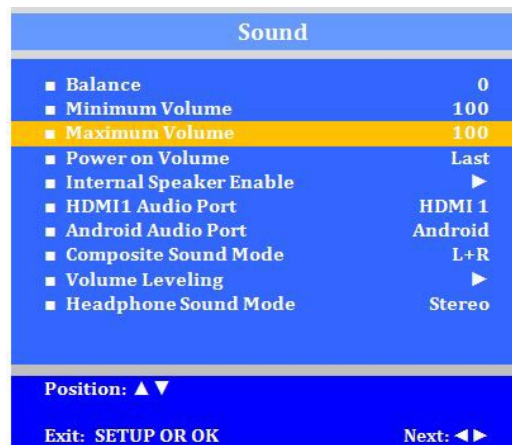 Sound
■ Balance 0
■ Minimum Volume 100
■ Maximum Volume 100
■ Power on Volume Last
■ Internal Speaker Enable ►
■ HDMI1 Audio Port HDMI 1
■ Android Audio Port Android
■ Composite Sound Mode L+R
■ Volume Leveling ►
■ Headphone Sound Mode Stereo
Position: ▲▼
Exit: SETUP OR OK Next: ◄►